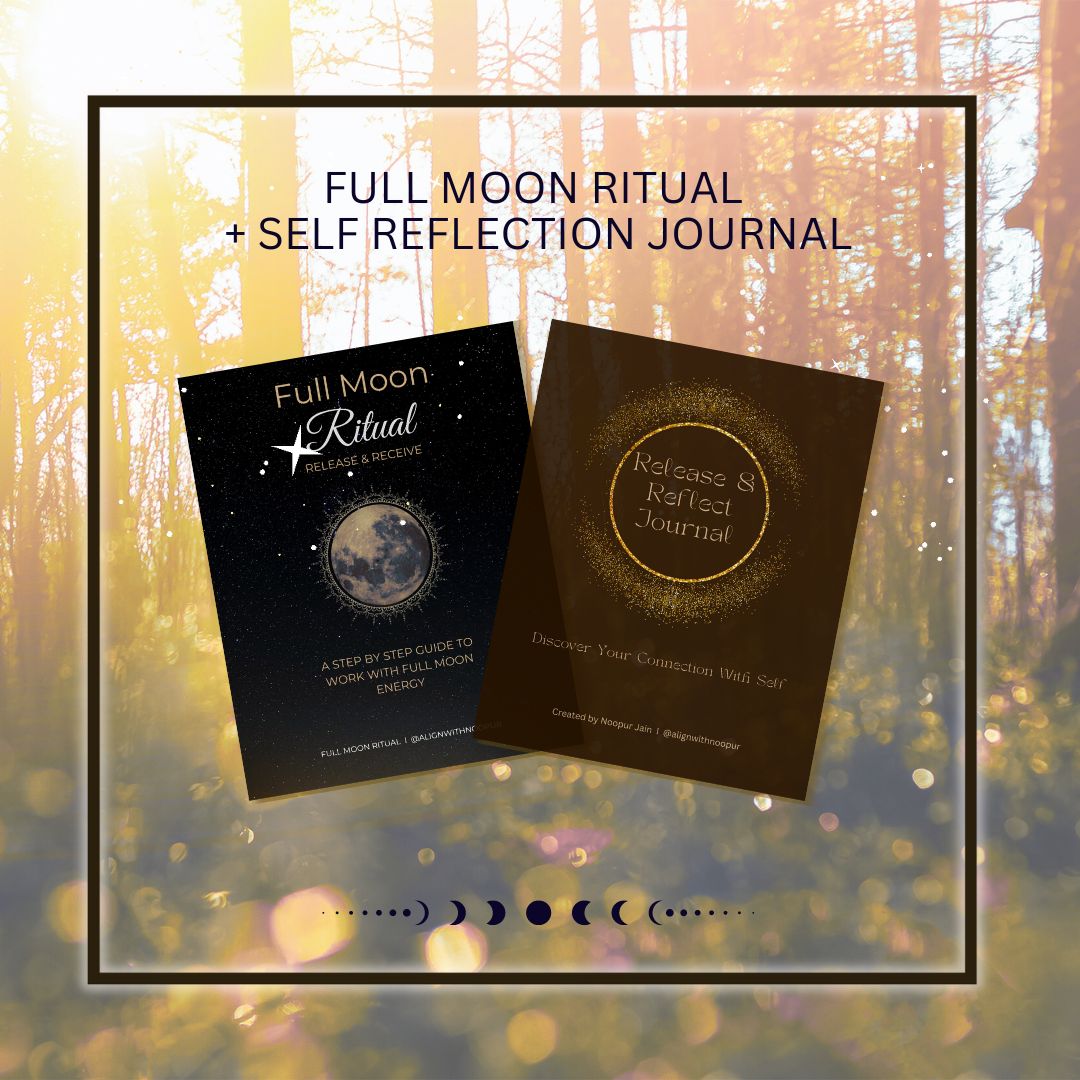 FULL MOON RITUAL
+ SELF REFLECTION JOURNAL
Full Moon
Ritual
RELEASE & RECEIVE
A STEP BY STEP GUIDE TO
WORK WITH FULL MOON
ENERGY
FULL MOON RITUAL | @ALIGNWITHNOOPUR
Release &
Reflect
Journal
Discover Your Connection With Self
Created by Noopur Jain | @alignwithnoopur